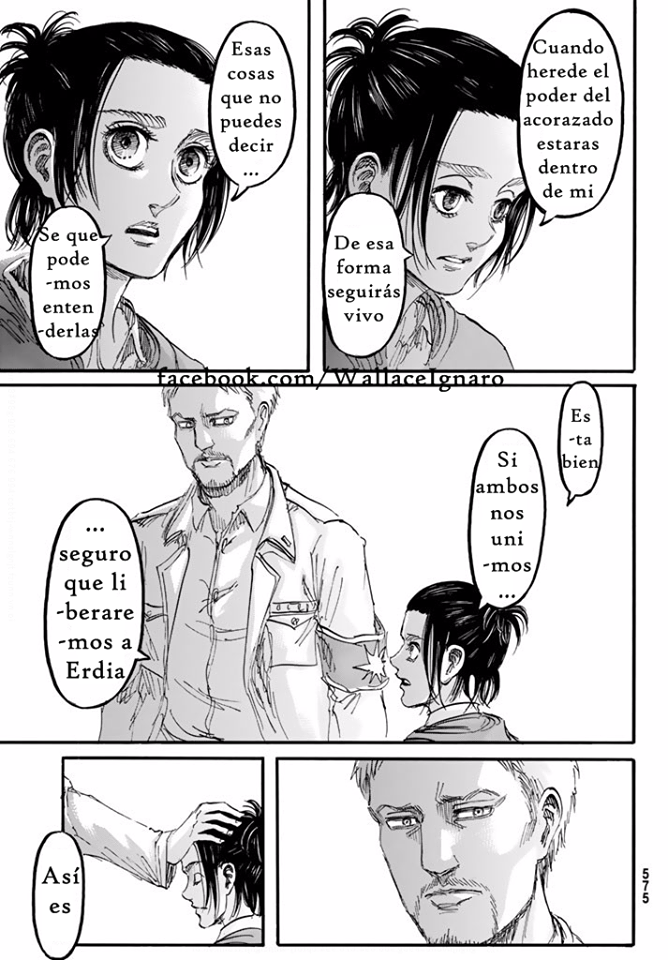 Cuando
herede el
poder del
acorazado
estaras
dentro
de mi
De esa
forma
seguirás
vivo
Esas
cosas
que no
puedes
decir
...
Se que
pode
-mos
enten
-derlas
facebook.com/WallaceIgnaro
Es
-ta
bien
Si
ambos
nos
uni
-mos
...
...
seguro
que li
-berare
-mos a
Erdia
575
Así
es